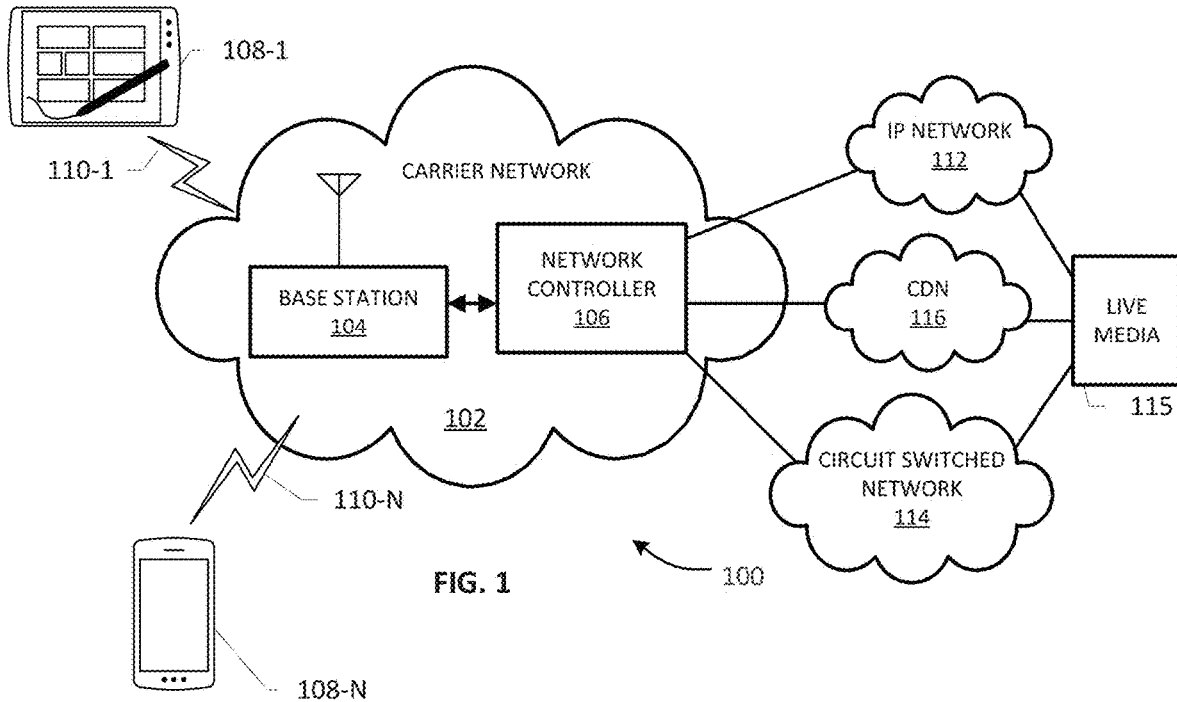 108-1
110-1
CARRIER NETWORK
BASE STATION
104
NETWORK
CONTROLLER
106
102
IP NETWORK
112
CDN
116
CIRCUIT SWITCHED
NETWORK
114
LIVE
MEDIA
115
110-N
108-N
FIG. 1
100